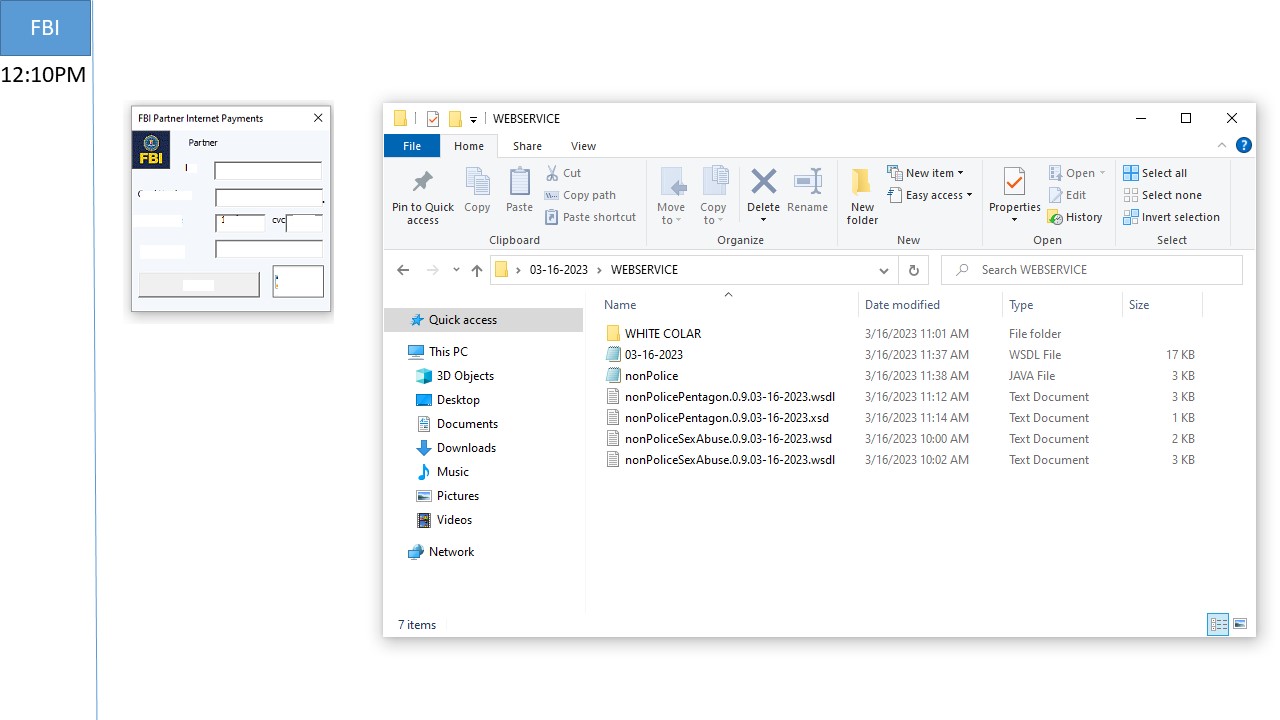 FBI
12:10PM
FBI Partner Internet Payments
FBI
Partner
cvc
WEBSERVICE
File Home Share View
Pin to Quick access
Copy
Paste
Cut
Copy path
Paste shortcut
Clipboard
Move to
Copy to
Delete
Rename
Organize
New folder
New item
Easy access
New
Properties
Open
Edit
History
Open
Select all
Select none
Invert selection
Select
03-16-2023 > WEBSERVICE
Search WEBSERVICE
Quick access
This PC
3D Objects
Desktop
Documents
Downloads
Music
Pictures
Videos
Network
Name Date modified Type Size
WHITE COLAR 3/16/2023 11:01 AM File folder
03-16-2023 3/16/2023 11:37 AM WSDL File 17 KB
nonPolice 3/16/2023 11:38 AM JAVA File 3 KB
nonPolicePentagon.0.9.03-16-2023.wsdl 3/16/2023 11:12 AM Text Document 3 KB
nonPolicePentagon.0.9.03-16-2023.xsd 3/16/2023 11:14 AM Text Document 1 KB
nonPoliceSexAbuse.0.9.03-16-2023.wsd 3/16/2023 10:00 AM Text Document 2 KB
nonPoliceSexAbuse.0.9.03-16-2023.wsdl 3/16/2023 10:02 AM Text Document 3 KB
7 items